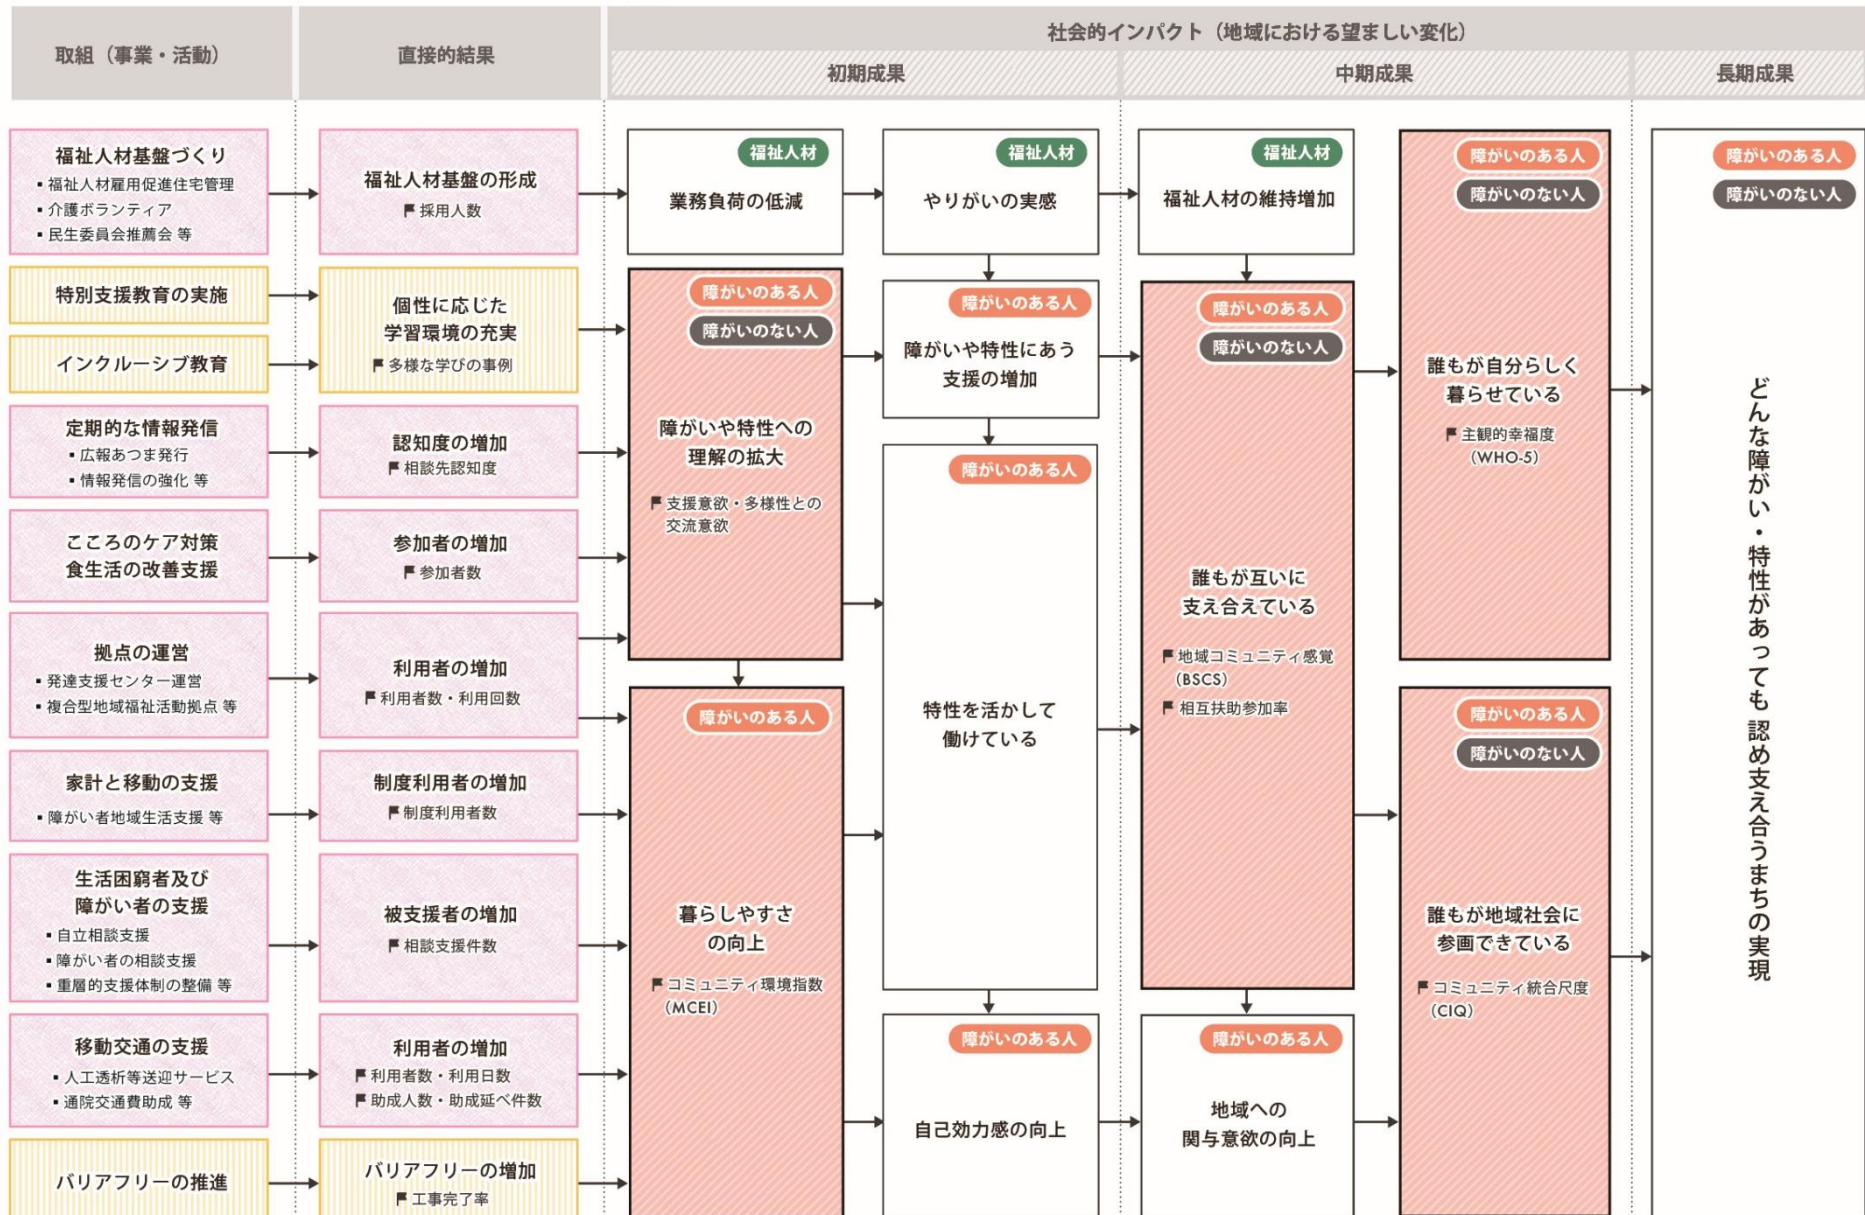 取組（事業・活動）
直接的結果
社会的インパクト（地域における望ましい変化）
初期成果
中期成果
長期成果
福祉人材基盤づくり
▪ 福祉人材雇用促進住宅管理
▪ 介護ボランティア
▪ 民生委員会推薦会 等
特別支援教育の実施
インクルーシブ教育
定期的な情報発信
▪ 広報あつま発行
▪ 情報発信の強化 等
こころのケア対策
食生活の改善支援
拠点の運営
▪ 発達支援センター運営
▪ 複合型地域福祉活動拠点 等
家計と移動の支援
▪ 障がい者地域生活支援 等
生活困窮者及び
障がい者の支援
▪ 自立相談支援
▪ 障がい者の相談支援
▪ 重層的支援体制の整備 等
移動交通の支援
▪ 人工透析等送迎サービス
▪ 通院交通費助成 等
バリアフリーの推進
福祉人材基盤の形成
採用人数
個性に応じた
学習環境の充実
多様な学びの事例
認知度の増加
相談先認知度
参加者の増加
参加者数
利用者の増加
利用者数・利用回数
制度利用者の増加
制度利用者数
被支援者の増加
相談支援件数
利用者の増加
利用者数・利用日数
助成人数・助成延べ件数
バリアフリーの増加
工事完了率
福祉人材
業務負荷の低減
障がいのある人
障がいのない人
障がいや特性への
理解の拡大
支援意欲・多様性との
交流意欲
障がいのある人
暮らしやすさ
の向上
コミュニティ環境指数
(MCEI)
福祉人材
やりがいの実感
障がいのある人
障がいや特性にあう
支援の増加
障がいのある人
特性を活かして
働けている
障がいのある人
自己効力感の向上
福祉人材
福祉人材の維持増加
障がいのある人
障がいのない人
誰もが互いに
支え合えている
地域コミュニティ感覚
(BSCS)
相互扶助参加率
障がいのある人
地域への
関与意欲の向上
障がいのある人
障がいのない人
誰もが自分らしく
暮らせている
主観的幸福度
(WHO-5)
障がいのある人
障がいのない人
誰もが地域社会に
参画できている
コミュニティ統合尺度
(CIQ)
障がいのある人
障がいのない人
どんな障がい・特性があっても 認め支え合うまちの実現